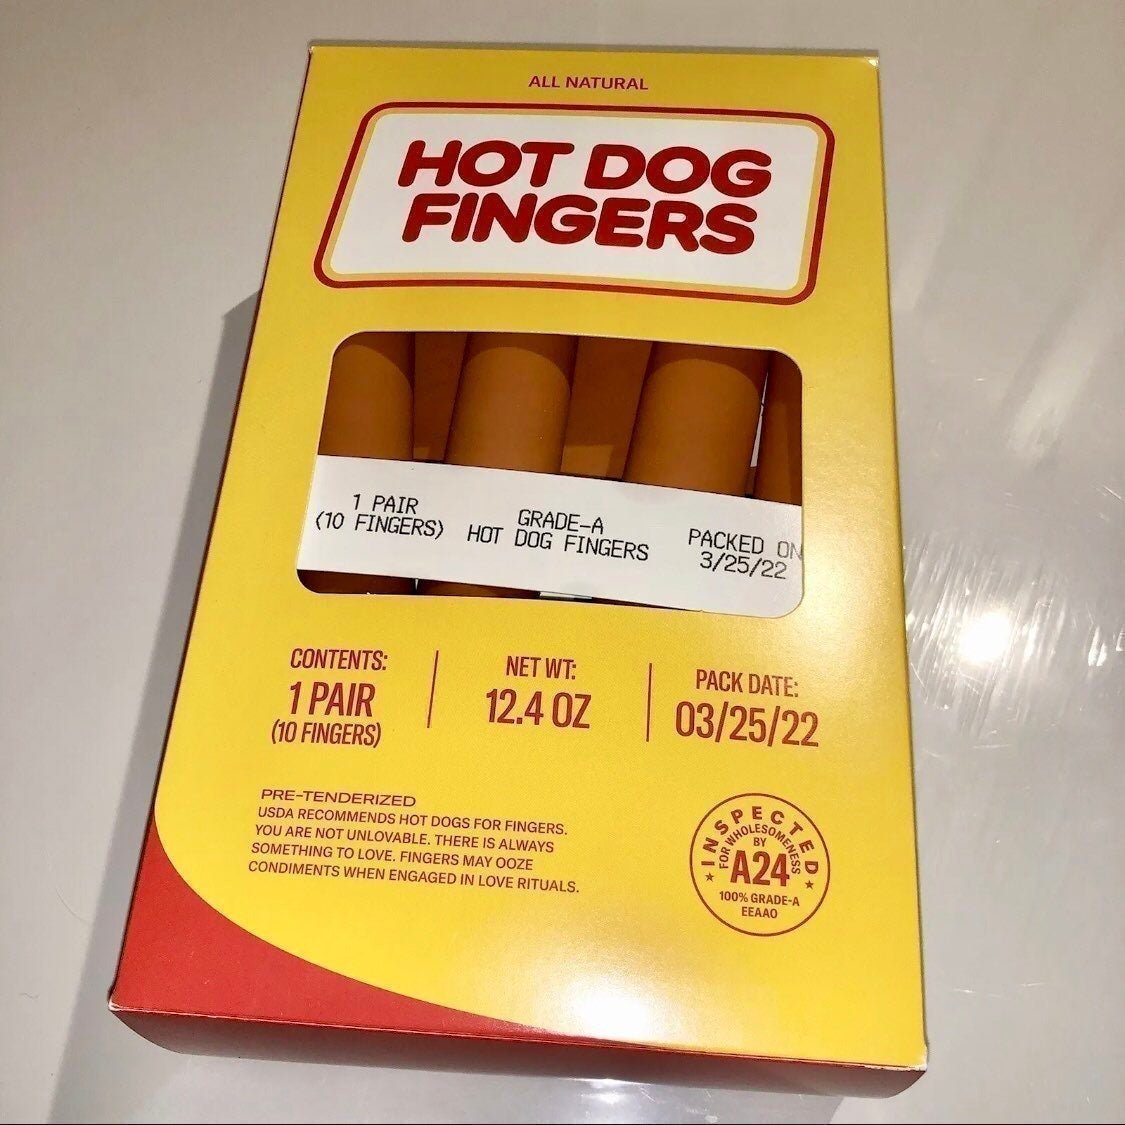 ALL NATURAL
HOT DOG
FINGERS
1 PAIR
(10 FINGERS)
GRADE-A
HOT DOG FINGERS
PACKED ON
3/25/22
CONTENTS:
1 PAIR
(10 FINGERS)
NET WT:
12.4 OZ
PACK DATE:
03/25/22
PRE-TENDERIZED
USDA RECOMMENDS HOT DOGS FOR FINGERS.
YOU ARE NOT UNLOVABLE. THERE IS ALWAYS
SOMETHING TO LOVE. FINGERS MAY OOZE
CONDIMENTS WHEN ENGAGED IN LOVE RITUALS.
INSPECTED
FOR WHOLESOMENESS
BY
A24
100% GRADE-A
EEAAO